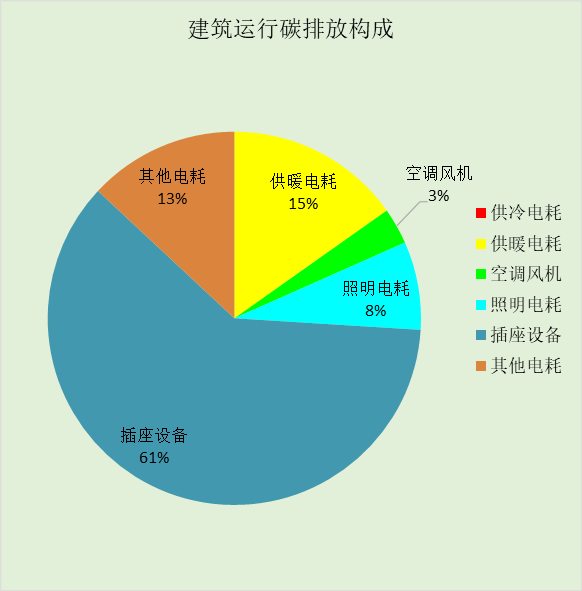 建筑运行碳排放构成
其他电耗
13%
供暖电耗
15%
空调风机
3%
照明电耗
8%
插座设备
61%
供冷电耗
供暖电耗
空调风机
照明电耗
插座设备
其他电耗